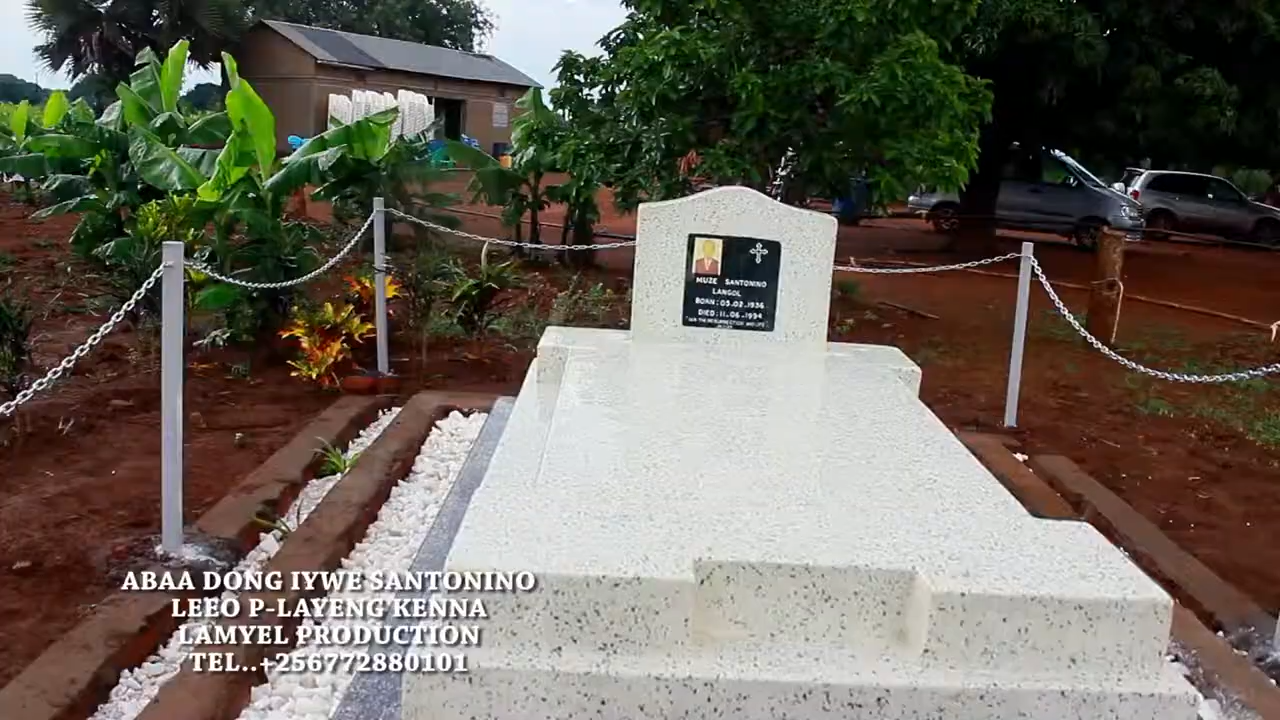 MUZE SANTONINO
LANGOL
BORN: 05.02.1936
DIED: 11.06.1994
ABAA DONG IYWE SANTONINO
LEEO P-LAYENG'KENNA
LAMYEL PRODUCTION
TEL..+256772880101